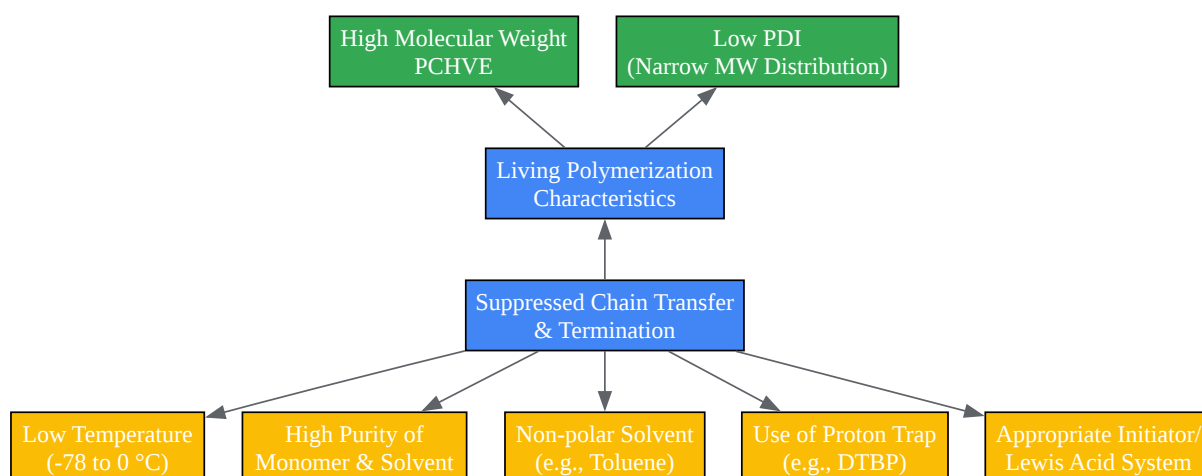 High Molecular Weight
PCHVE
Low PDI
(Narrow MW Distribution)
Living Polymerization
Characteristics
Suppressed Chain Transfer
& Termination
Low Temperature
(-78 to 0 °C)
High Purity of
Monomer & Solvent
Non-polar Solvent
(e.g., Toluene)
Use of Proton Trap
(e.g., DTBP)
Appropriate Initiator/
Lewis Acid System